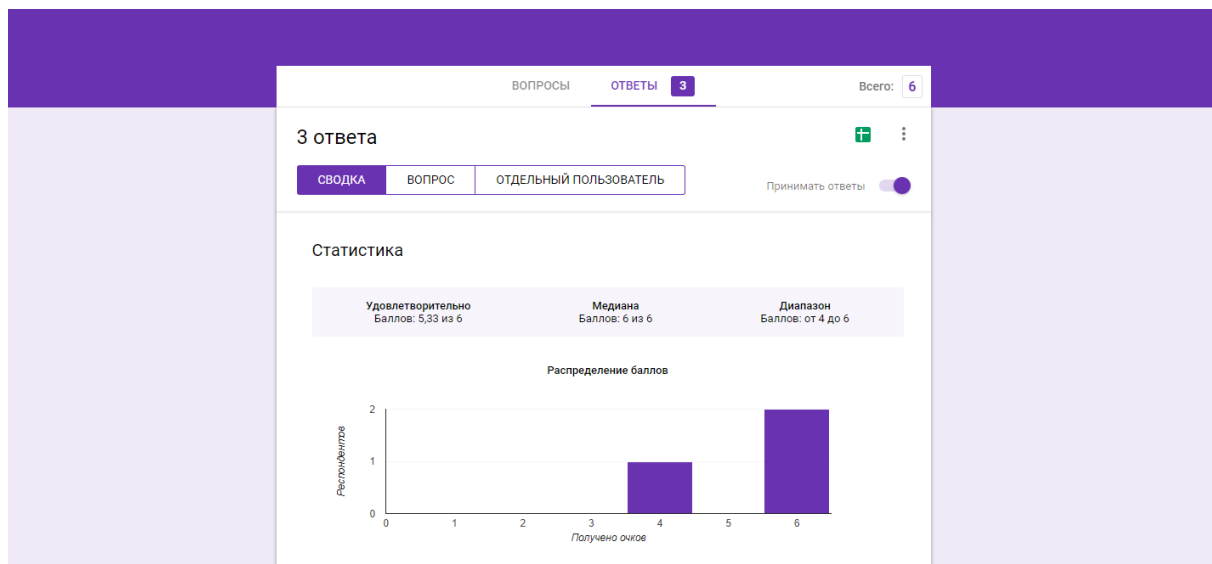 ВОПРОСЫ ОТВЕТЫ 3 Всего: 6
3 ответа
СВОДКА ВОПРОС ОТДЕЛЬНЫЙ ПОЛЬЗОВАТЕЛЬ Принимать ответы
Статистика
Удовлетворительно Медиана Диапазон
Баллов: 5,33 из 6 Баллов: 6 из 6 Баллов: от 4 до 6
Распределение баллов
Респондентов
2
1
0
0 1 2 3 4 5 6
Получено очков